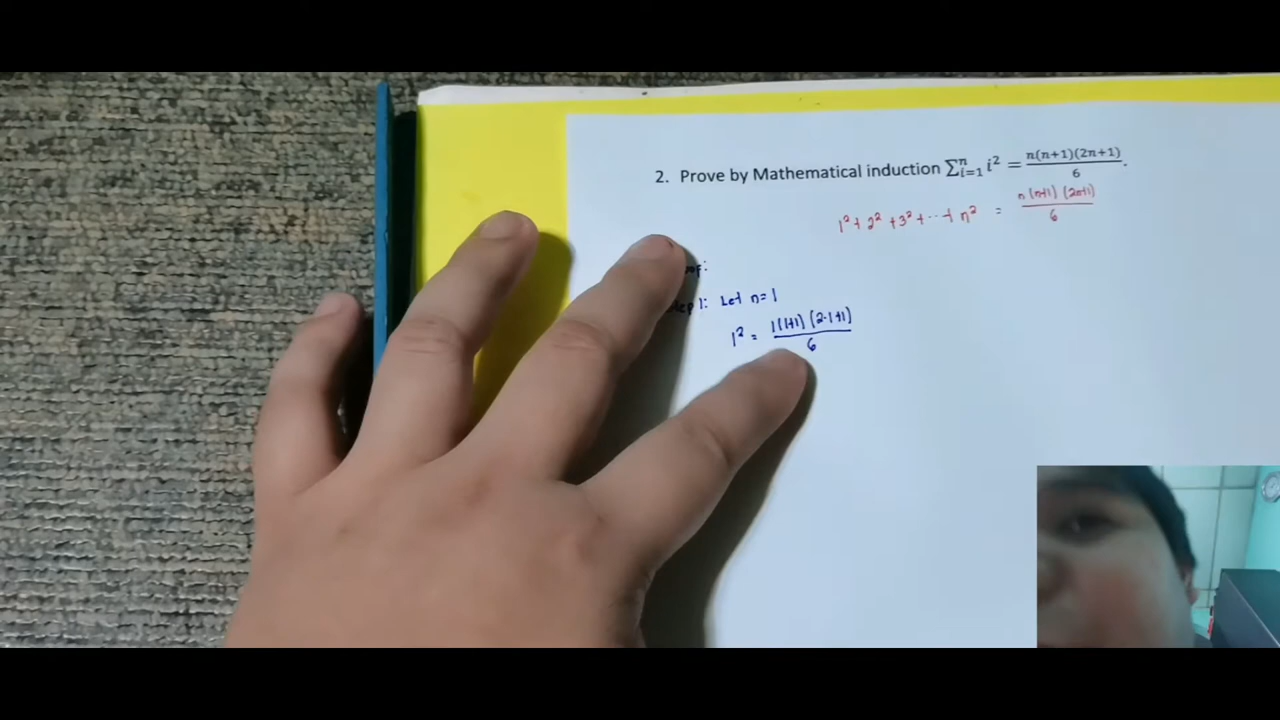 2. Prove by Mathematical induction ∑ⁿᵢ₌₁ i² = n(n+1)(2n+1)/6.
1² + 2² + 3² + ⋯ + n² = n(n+1)(2n+1)/6
1: Let n=1
1² = 1(1+1)(2·1+1)/6